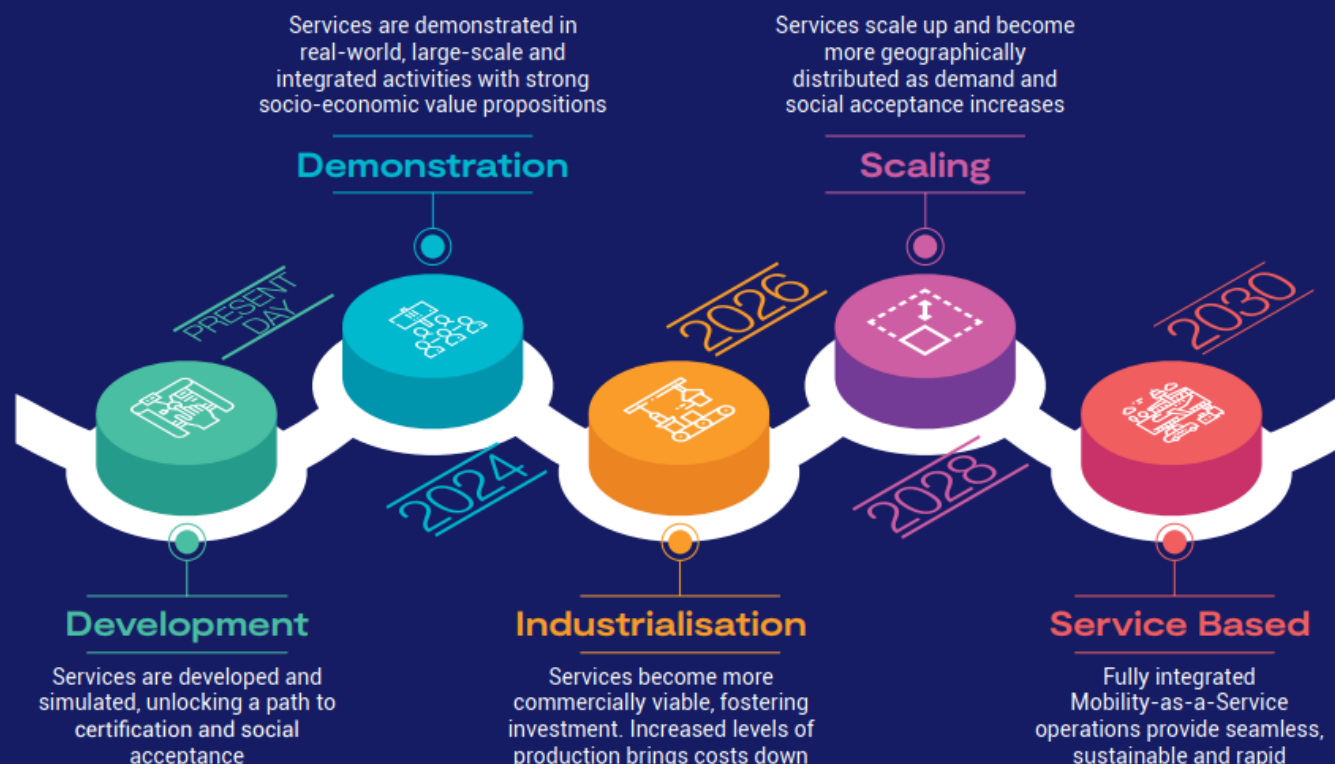 Services are demonstrated in
real-world, large-scale and
integrated activities with strong
socio-economic value propositions
Demonstration
Services scale up and become
more geographically
distributed as demand and
social acceptance increases
Scaling
PRESENT
DAY
2024
2026
2028
2030
Development
Services are developed and
simulated, unlocking a path to
certification and social
acceptance
Industrialisation
Services become more
commercially viable, fostering
investment. Increased levels of
production brings costs down
Service Based
Fully integrated
Mobility-as-a-Service
operations provide seamless,
sustainable and rapid